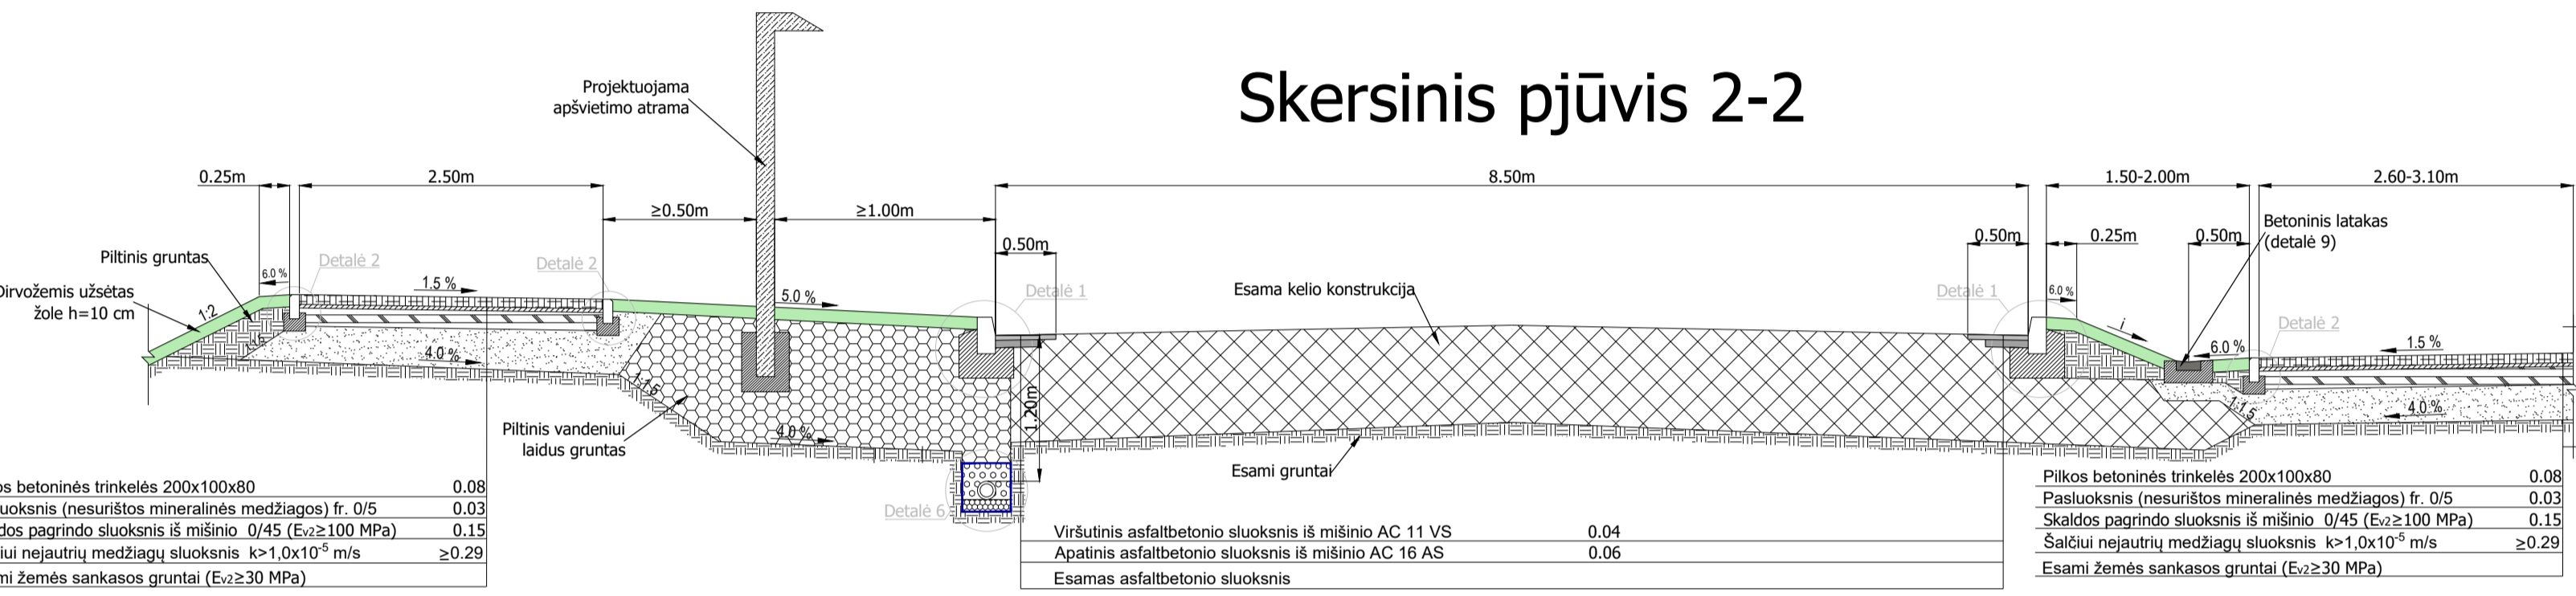 Skersinis pjūvis 2-2
Projektuojama
apšvietimo atrama
0.25m
2.50m
≥0.50m
≥1.00m
8.50m
1.50-2.00m
2.60-3.10m
0.50m
0.50m
0.25m
0.50m
Betoninis latakas
(detalė 9)
Piltinis gruntas
6.0 %
Detalė 2
Detalė 2
1.5 %
5.0 %
Detalė 1
Esama kelio konstrukcija
Detalė 1
6.0 %
i
6.0 %
Detalė 2
1.5 %
užsėtas
žole h=10 cm
1:2
4.0 %
1:1.5
1.20m
1:1.5
4.0 %
Piltinis vandeniui
laidus gruntas
4.0 %
Esami gruntai
Detalė 6
betoninės trinkelės 200x100x80 0.08
(nesurištos mineralinės medžiagos) fr. 0/5 0.03
pagrindo sluoksnis iš mišinio 0/45 (Ev2≥100 MPa) 0.15
nejautrių medžiagų sluoksnis k>1,0x10⁻⁵ m/s ≥0.29
žemės sankasos gruntai (Ev2≥30 MPa)
Viršutinis asfaltbetonio sluoksnis iš mišinio AC 11 VS 0.04
Apatinis asfaltbetonio sluoksnis iš mišinio AC 16 AS 0.06
Esamas asfaltbetonio sluoksnis
Pilkos betoninės trinkelės 200x100x80 0.08
Pasluoksnis (nesurištos mineralinės medžiagos) fr. 0/5 0.03
Skaldos pagrindo sluoksnis iš mišinio 0/45 (Ev2≥100 MPa) 0.15
Šalčiui nejautrių medžiagų sluoksnis k>1,0x10⁻⁵ m/s ≥0.29
Esami žemės sankasos gruntai (Ev2≥30 MPa)